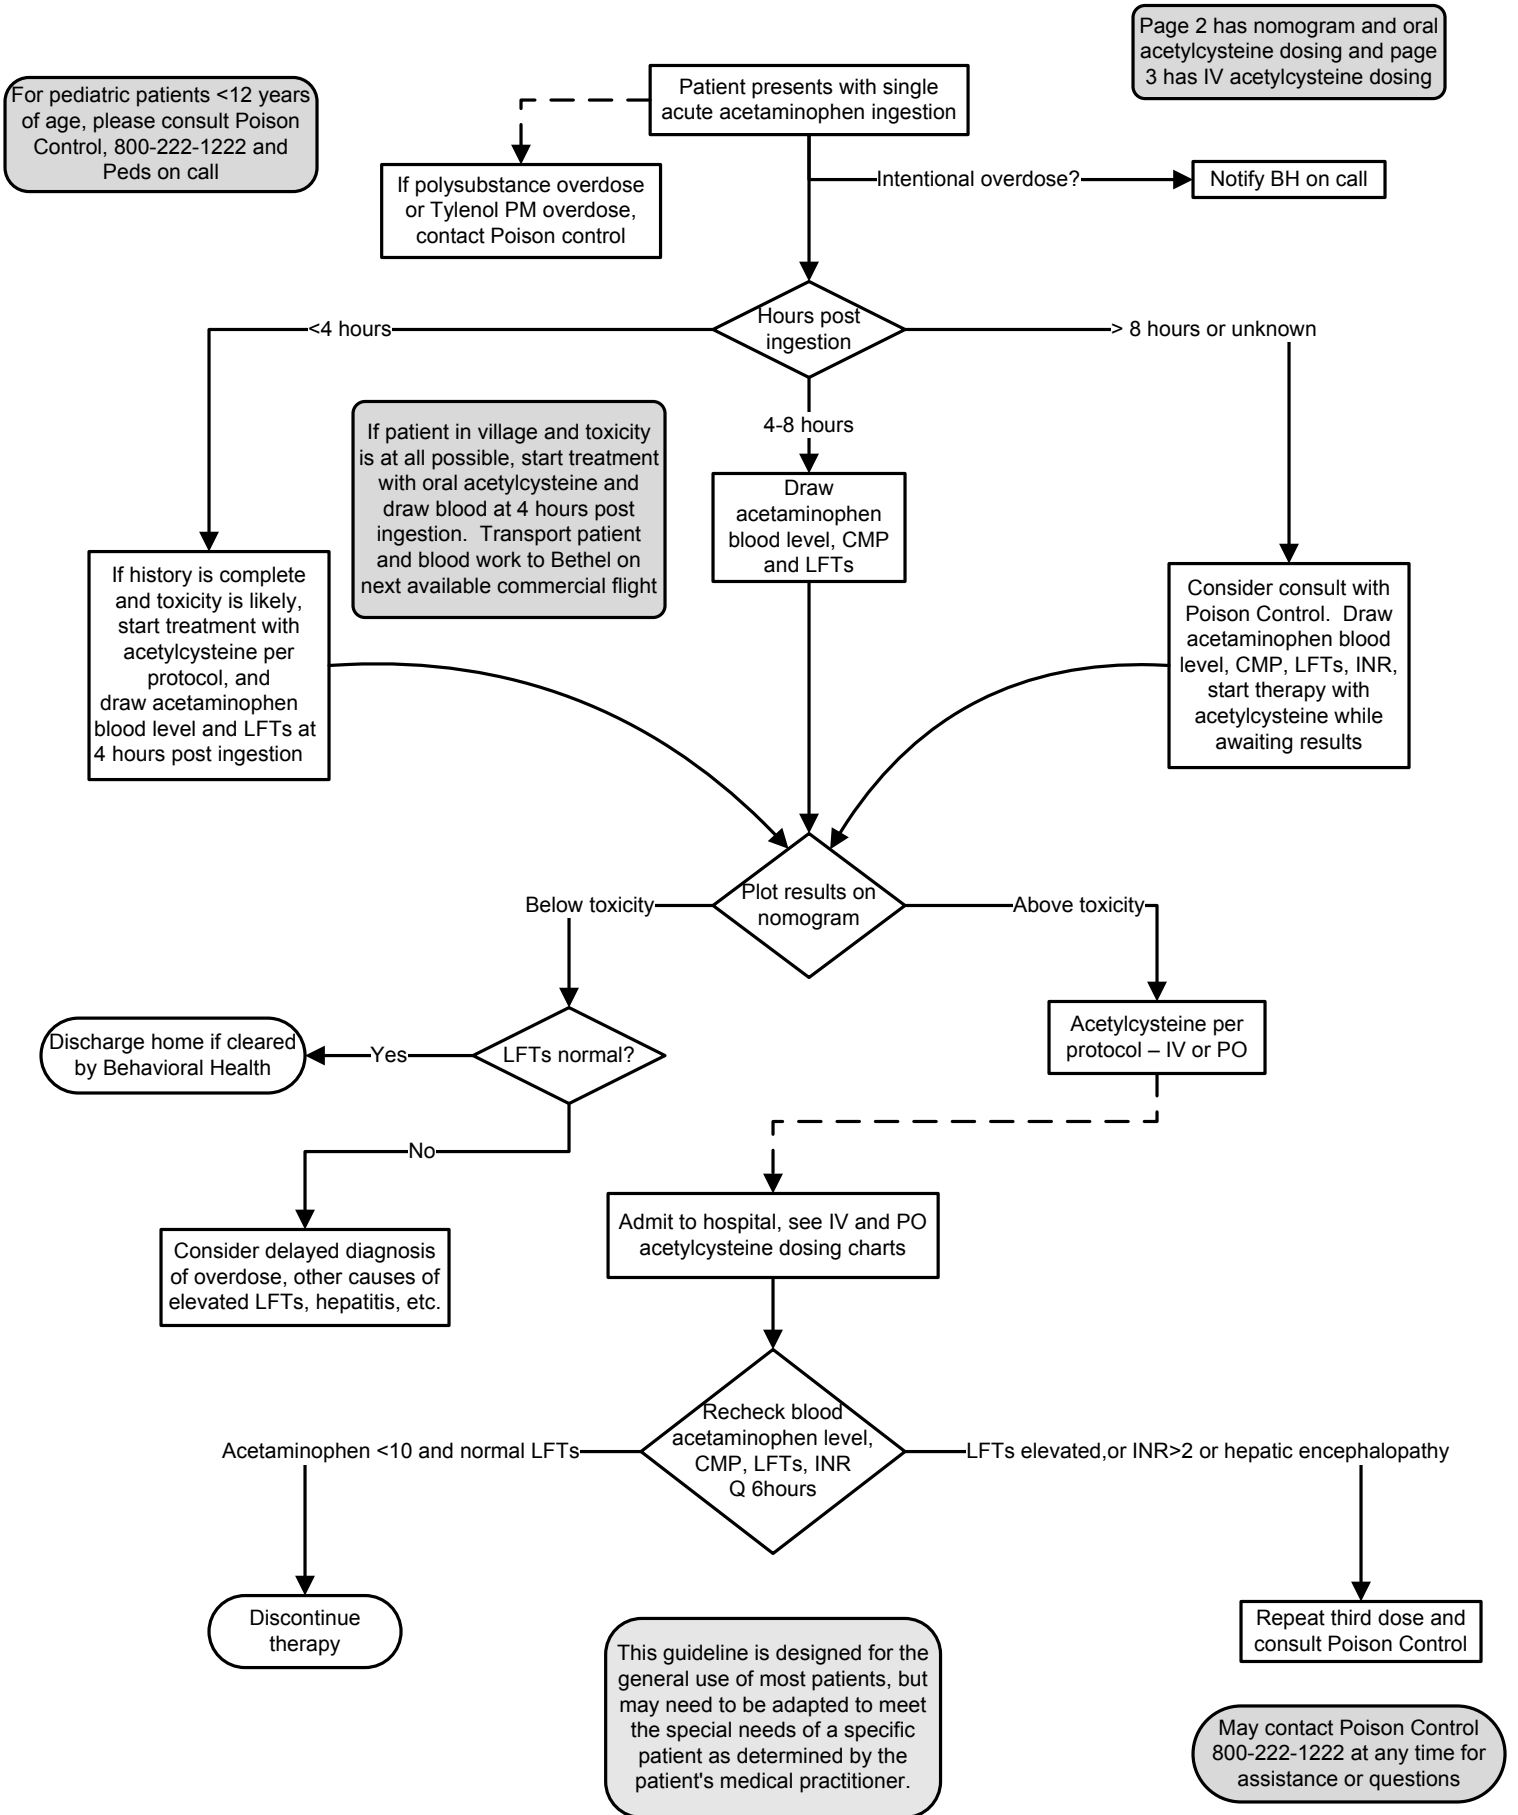 Page 2 has nomogram and oral
acetylcysteine dosing and page
3 has IV acetylcysteine dosing
For pediatric patients <12 years
of age, please consult Poison
Control, 800-222-1222 and
Peds on call
Patient presents with single
acute acetaminophen ingestion
If polysubstance overdose
or Tylenol PM overdose,
contact Poison control
Intentional overdose?
Notify BH on call
Hours post
ingestion
<4 hours
> 8 hours or unknown
4-8 hours
If patient in village and toxicity
is at all possible, start treatment
with oral acetylcysteine and
draw blood at 4 hours post
ingestion.  Transport patient
and blood work to Bethel on
next available commercial flight
Draw
acetaminophen
blood level, CMP
and LFTs
If history is complete
and toxicity is likely,
start treatment with
acetylcysteine per
protocol, and
draw acetaminophen
blood level and LFTs at
4 hours post ingestion
Consider consult with
Poison Control.  Draw
acetaminophen blood
level, CMP, LFTs, INR,
start therapy with
acetylcysteine while
awaiting results
Plot results on
nomogram
Below toxicity
Above toxicity
Discharge home if cleared
by Behavioral Health
Yes
LFTs normal?
Acetylcysteine per
protocol – IV or PO
No
Consider delayed diagnosis
of overdose, other causes of
elevated LFTs, hepatitis, etc.
Admit to hospital, see IV and PO
acetylcysteine dosing charts
Recheck blood
acetaminophen level,
CMP, LFTs, INR
Q 6hours
Acetaminophen <10 and normal LFTs
LFTs elevated,or INR>2 or hepatic encephalopathy
Discontinue
therapy
Repeat third dose and
consult Poison Control
This guideline is designed for the
general use of most patients, but
may need to be adapted to meet
the special needs of a specific
patient as determined by the
patient's medical practitioner.
May contact Poison Control
800-222-1222 at any time for
assistance or questions